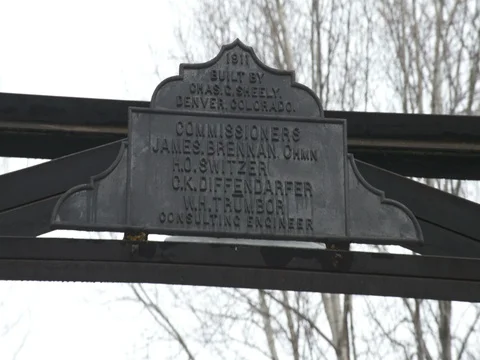 1911
BUILT BY
CHAS. G. SHEELY.
DENVER. COLORADO.
COMMISSIONERS
JAMES. BRENNAN CHMN
H.O. SWITZER
C.K. DIFFENDARFER
W.H. TRUMBOR
CONSULTING ENGINEER